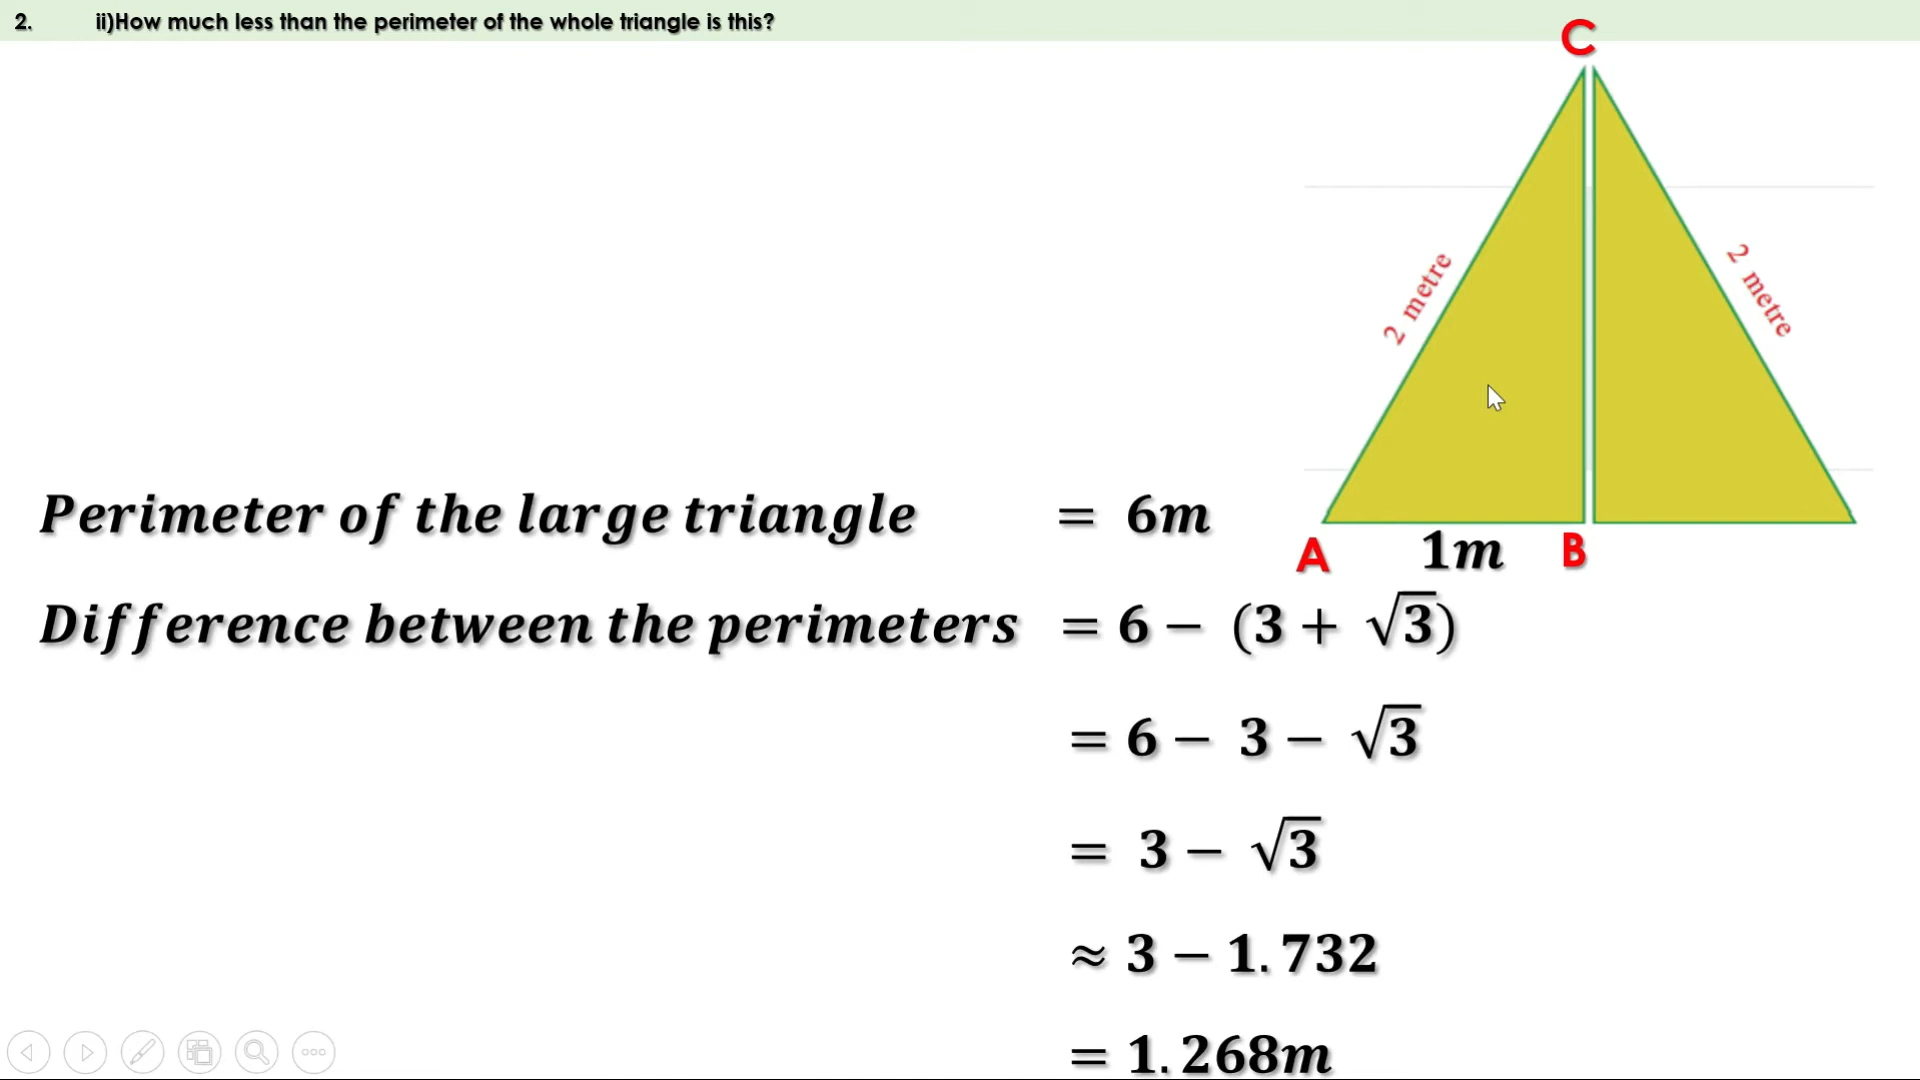 2. ii)How much less than the perimeter of the whole triangle is this?
C
2 metre
2 metre
Perimeter of the large triangle = 6m
A 1m B
Difference between the perimeters = 6 − (3 + √3)
= 6 − 3 − √3
= 3 − √3
≈ 3 − 1.732
= 1.268m